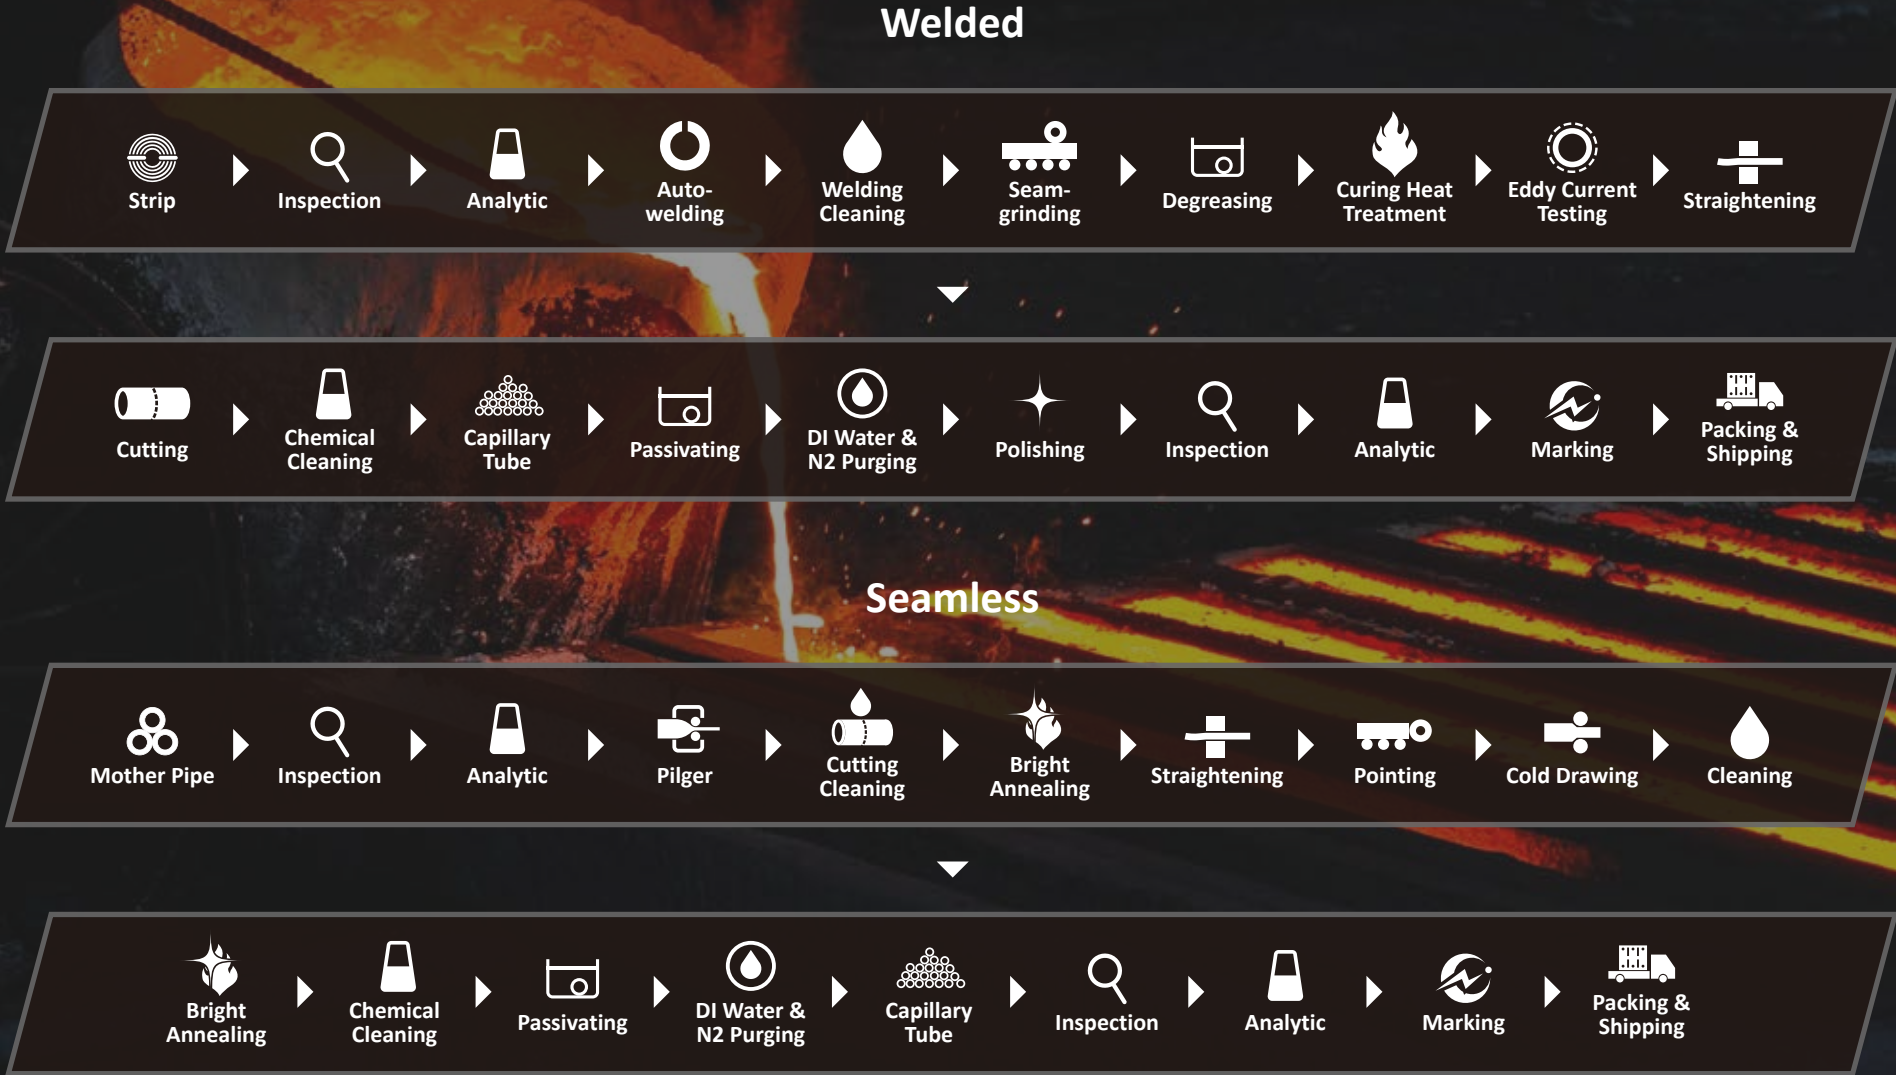 Welded
Strip
Inspection
Analytic
Auto-
welding
Welding
Cleaning
Seam-
grinding
Degreasing
Curing Heat
Treatment
Eddy Current
Testing
Straightening
Cutting
Chemical
Cleaning
Capillary
Tube
Passivating
DI Water &
N2 Purging
Polishing
Inspection
Analytic
Marking
Packing &
Shipping
Seamless
Mother Pipe
Inspection
Analytic
Pilger
Cutting
Cleaning
Bright
Annealing
Straightening
Pointing
Cold Drawing
Cleaning
Bright
Annealing
Chemical
Cleaning
Passivating
DI Water &
N2 Purging
Capillary
Tube
Inspection
Analytic
Marking
Packing &
Shipping